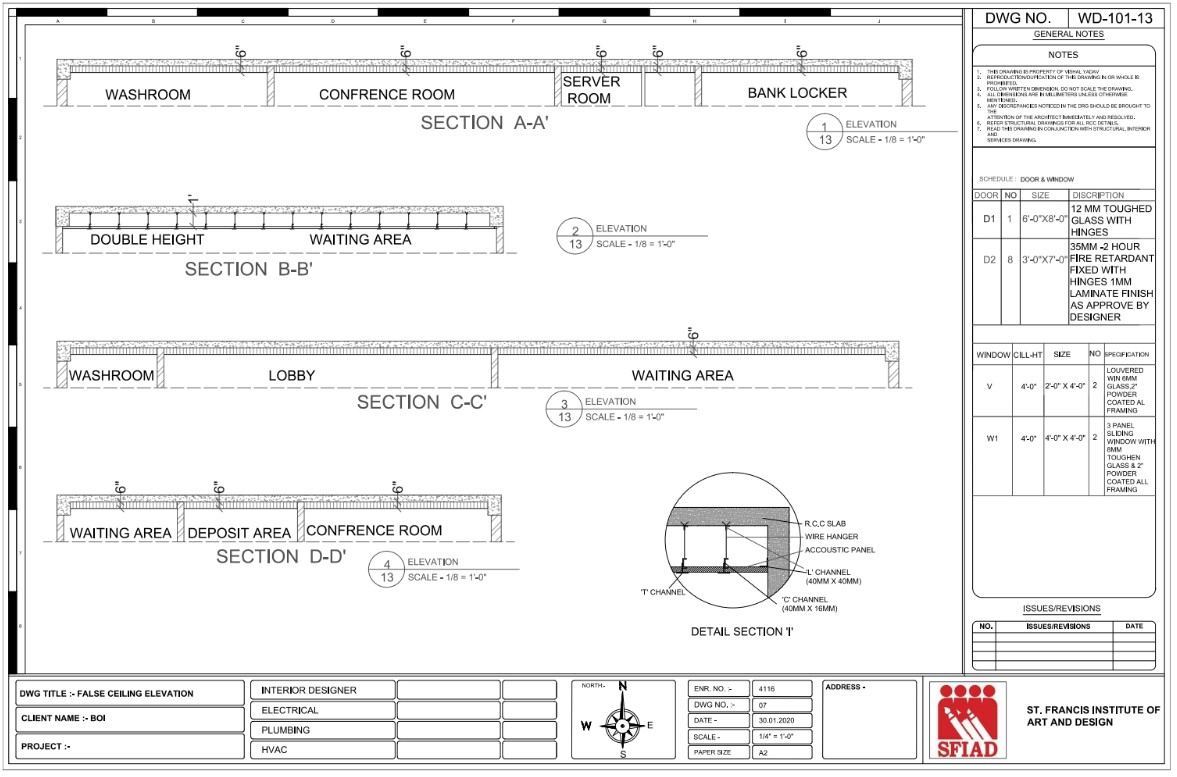 A B C D E F G H I J
1
6" 6" 6" 6"
WASHROOM CONFRENCE ROOM SERVER ROOM BANK LOCKER
SECTION A-A'
1 ELEVATION
13 SCALE - 1/8 = 1'-0"
2
3
1'
DOUBLE HEIGHT WAITING AREA
SECTION B-B'
2 ELEVATION
13 SCALE - 1/8 = 1'-0"
4
6"
WASHROOM LOBBY WAITING AREA
SECTION C-C'
3 ELEVATION
13 SCALE - 1/8 = 1'-0"
5
6
6" 6" 6"
WAITING AREA DEPOSIT AREA CONFRENCE ROOM
SECTION D-D'
4 ELEVATION
13 SCALE - 1/8 = 1'-0"
7
8
R.C.C SLAB
WIRE HANGER
ACCOUSTIC PANEL
'L' CHANNEL
(40MM X 40MM)
'T' CHANNEL
'C' CHANNEL
(40MM X 16MM)
DETAIL SECTION 'I'
DWG NO. WD-101-13
GENERAL NOTES
NOTES
1. THIS DRAWING IS PROPERTY OF VISHAL YADAV
2. REPRODUCTION/DUPLICATION OF THIS DRAWING IN OR WHOLE IS
PROHIBITED.
3. FOLLOW WRITTEN DIMENSION. DO NOT SCALE THE DRAWING.
4. ALL DIMENSIONS ARE IN MILLIMETERS UNLESS OTHERWISE
MENTIONED.
5. ANY DISCREPANCIES NOTICED IN THE DRG SHOULD BE BROUGHT TO
THE
ATTENTION OF THE ARCHITECT IMMEDIATELY AND RESOLVED.
6. REFER STRUCTURAL DRAWINGS FOR ALL RCC DETAILS.
7. READ THIS DRAWING IN CONJUNCTION WITH STRUCTURAL, INTERIOR
AND
SERVICES DRAWING.
SCHEDULE : DOOR & WINDOW
DOOR NO SIZE DISCRIPTION
D1 1 6'-0"X8'-0" 12 MM TOUGHED
GLASS WITH
HINGES
D2 8 3'-0"X7'-0" 35MM -2 HOUR
FIRE RETARDANT
FIXED WITH
HINGES 1MM
LAMINATE FINISH
AS APPROVE BY
DESIGNER
WINDOW CILL-HT SIZE NO SPECIFICATION
V 4'-0" 2'-0" X 4'-0" 2 LOUVERED
WIN 6MM
GLASS,2"
POWDER
COATED AL
FRAMING
W1 4'-0" 4'-0" X 4'-0" 2 3 PANEL
SLIDING
WINDOW WITH
8MM
TOUGHEN
GLASS & 2"
POWDER
COATED ALL
FRAMING
ISSUES/REVISIONS
NO. ISSUES/REVISIONS DATE
DWG TITLE :- FALSE CEILING ELEVATION
CLIENT NAME :- BOI
PROJECT :-
INTERIOR DESIGNER
ELECTRICAL
PLUMBING
HVAC
NORTH:-
N
W E
S
ENR. NO. :- 4116
DWG NO. :- 07
DATE - 30.01.2020
SCALE - 1/4" = 1'-0"
PAPER SIZE A2
ADDRESS -
SFIAD
ST. FRANCIS INSTITUTE OF
ART AND DESIGN